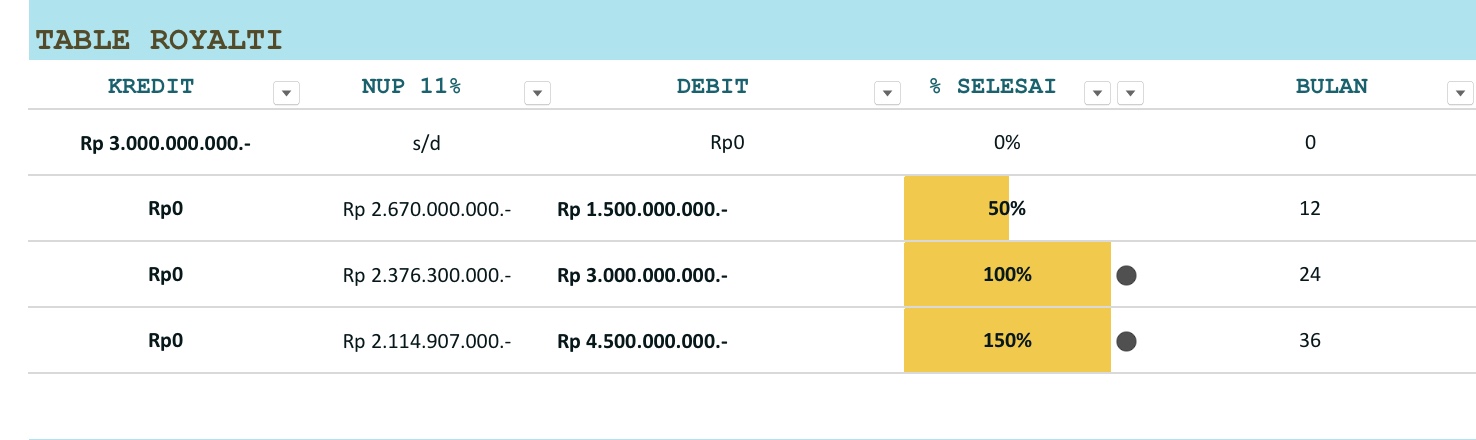 TABLE ROYALTI
KREDIT NUP 11% DEBIT % SELESAI BULAN
Rp 3.000.000.000.- s/d Rp0 0% 0
Rp0 Rp 2.670.000.000.- Rp 1.500.000.000.- 50% 12
Rp0 Rp 2.376.300.000.- Rp 3.000.000.000.- 100% 24
Rp0 Rp 2.114.907.000.- Rp 4.500.000.000.- 150% 36